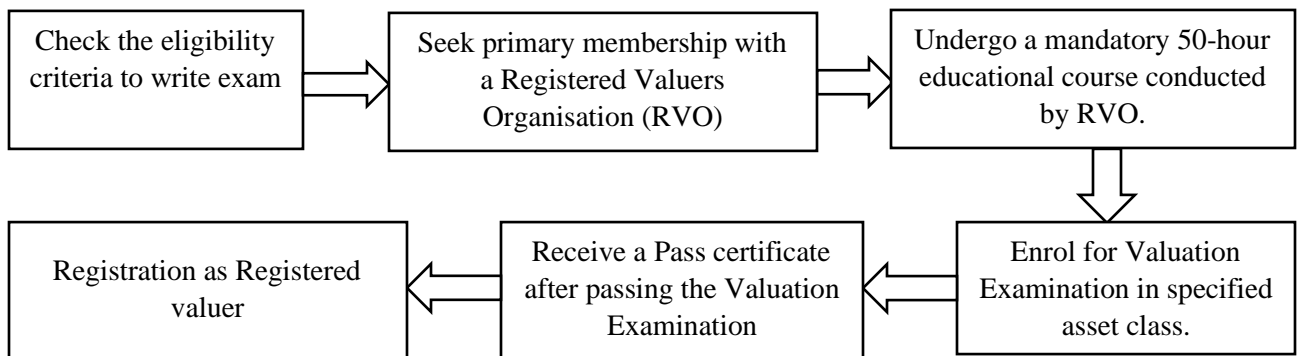 Check the eligibility
criteria to write exam
Seek primary membership with
a Registered Valuers
Organisation (RVO)
Undergo a mandatory 50-hour
educational course conducted
by RVO.
Enrol for Valuation
Examination in specified
asset class.
Receive a Pass certificate
after passing the Valuation
Examination
Registration as Registered
valuer